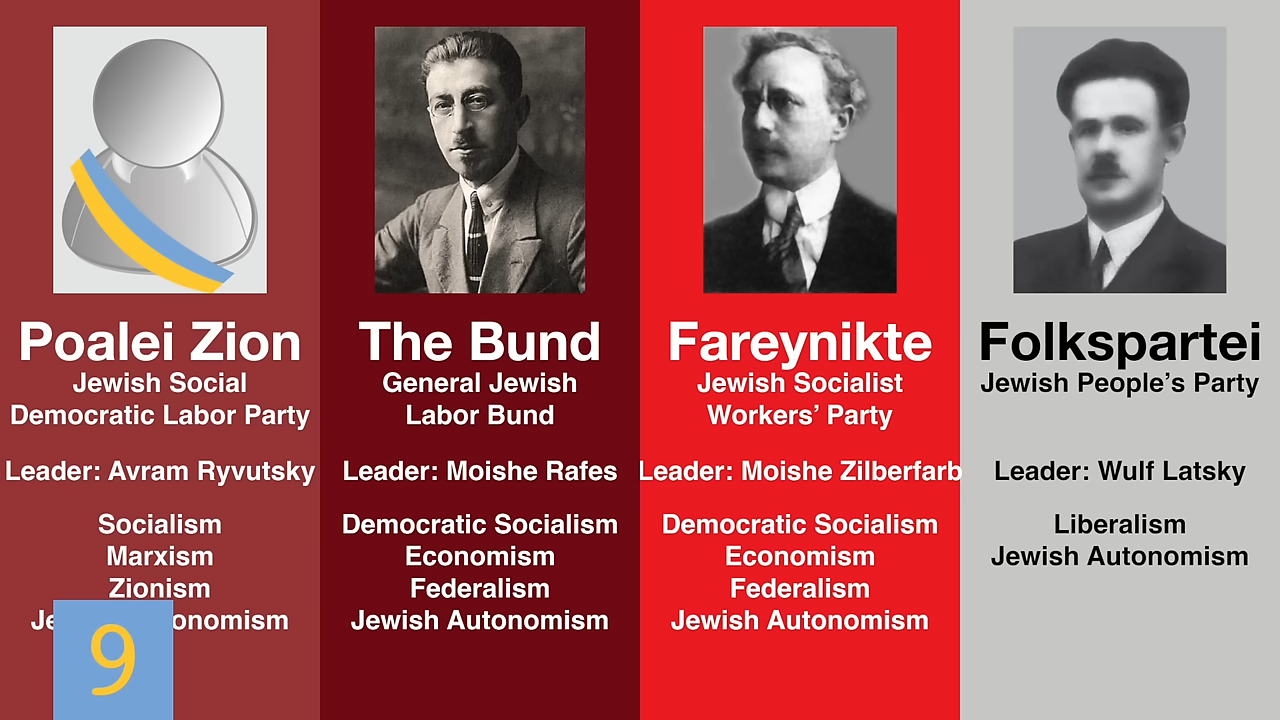 Poalei Zion
Jewish Social
Democratic Labor Party
Leader: Avram Ryvutsky
Socialism
Marxism
Zionism
Je onomism
9
The Bund
General Jewish
Labor Bund
Leader: Moishe Rafes
Democratic Socialism
Economism
Federalism
Jewish Autonomism
Fareynikte
Jewish Socialist
Workers’ Party
Leader: Moishe Zilberfarb
Democratic Socialism
Economism
Federalism
Jewish Autonomism
Folkspartei
Jewish People’s Party
Leader: Wulf Latsky
Liberalism
Jewish Autonomism